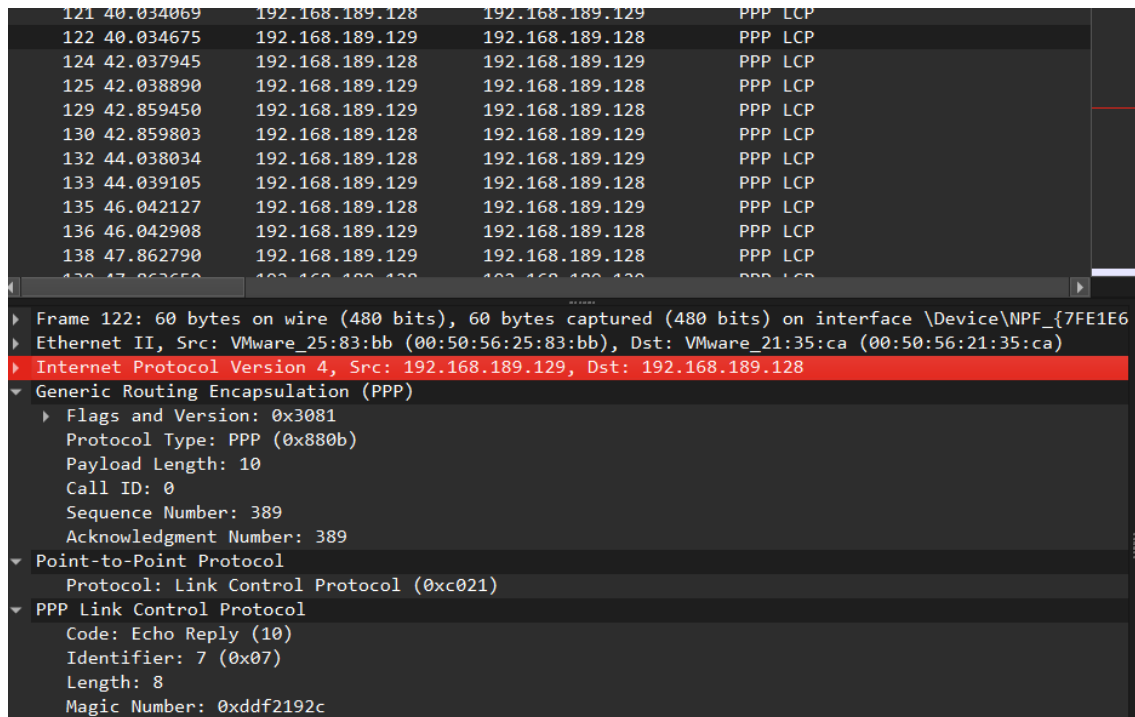 121 40.034069 192.168.189.128 192.168.189.129 PPP LCP
122 40.034675 192.168.189.129 192.168.189.128 PPP LCP
124 42.037945 192.168.189.128 192.168.189.129 PPP LCP
125 42.038890 192.168.189.129 192.168.189.128 PPP LCP
129 42.859450 192.168.189.129 192.168.189.128 PPP LCP
130 42.859803 192.168.189.128 192.168.189.129 PPP LCP
132 44.038034 192.168.189.128 192.168.189.129 PPP LCP
133 44.039105 192.168.189.129 192.168.189.128 PPP LCP
135 46.042127 192.168.189.128 192.168.189.129 PPP LCP
136 46.042908 192.168.189.129 192.168.189.128 PPP LCP
138 47.862790 192.168.189.129 192.168.189.128 PPP LCP
Frame 122: 60 bytes on wire (480 bits), 60 bytes captured (480 bits) on interface \Device\NPF_{7FE1E6
Ethernet II, Src: VMware_25:83:bb (00:50:56:25:83:bb), Dst: VMware_21:35:ca (00:50:56:21:35:ca)
Internet Protocol Version 4, Src: 192.168.189.129, Dst: 192.168.189.128
Generic Routing Encapsulation (PPP)
Flags and Version: 0x3081
Protocol Type: PPP (0x880b)
Payload Length: 10
Call ID: 0
Sequence Number: 389
Acknowledgment Number: 389
Point-to-Point Protocol
Protocol: Link Control Protocol (0xc021)
PPP Link Control Protocol
Code: Echo Reply (10)
Identifier: 7 (0x07)
Length: 8
Magic Number: 0xddf2192c